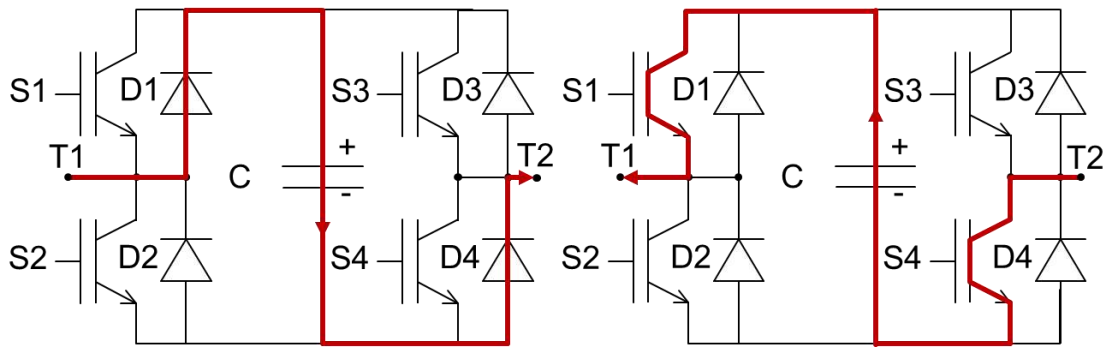 S1 D1 S3 D3 S1 D1 S3 D3
T1 C + T2 T1 C + T2
- -
S2 D2 S4 D4 S2 D2 S4 D4